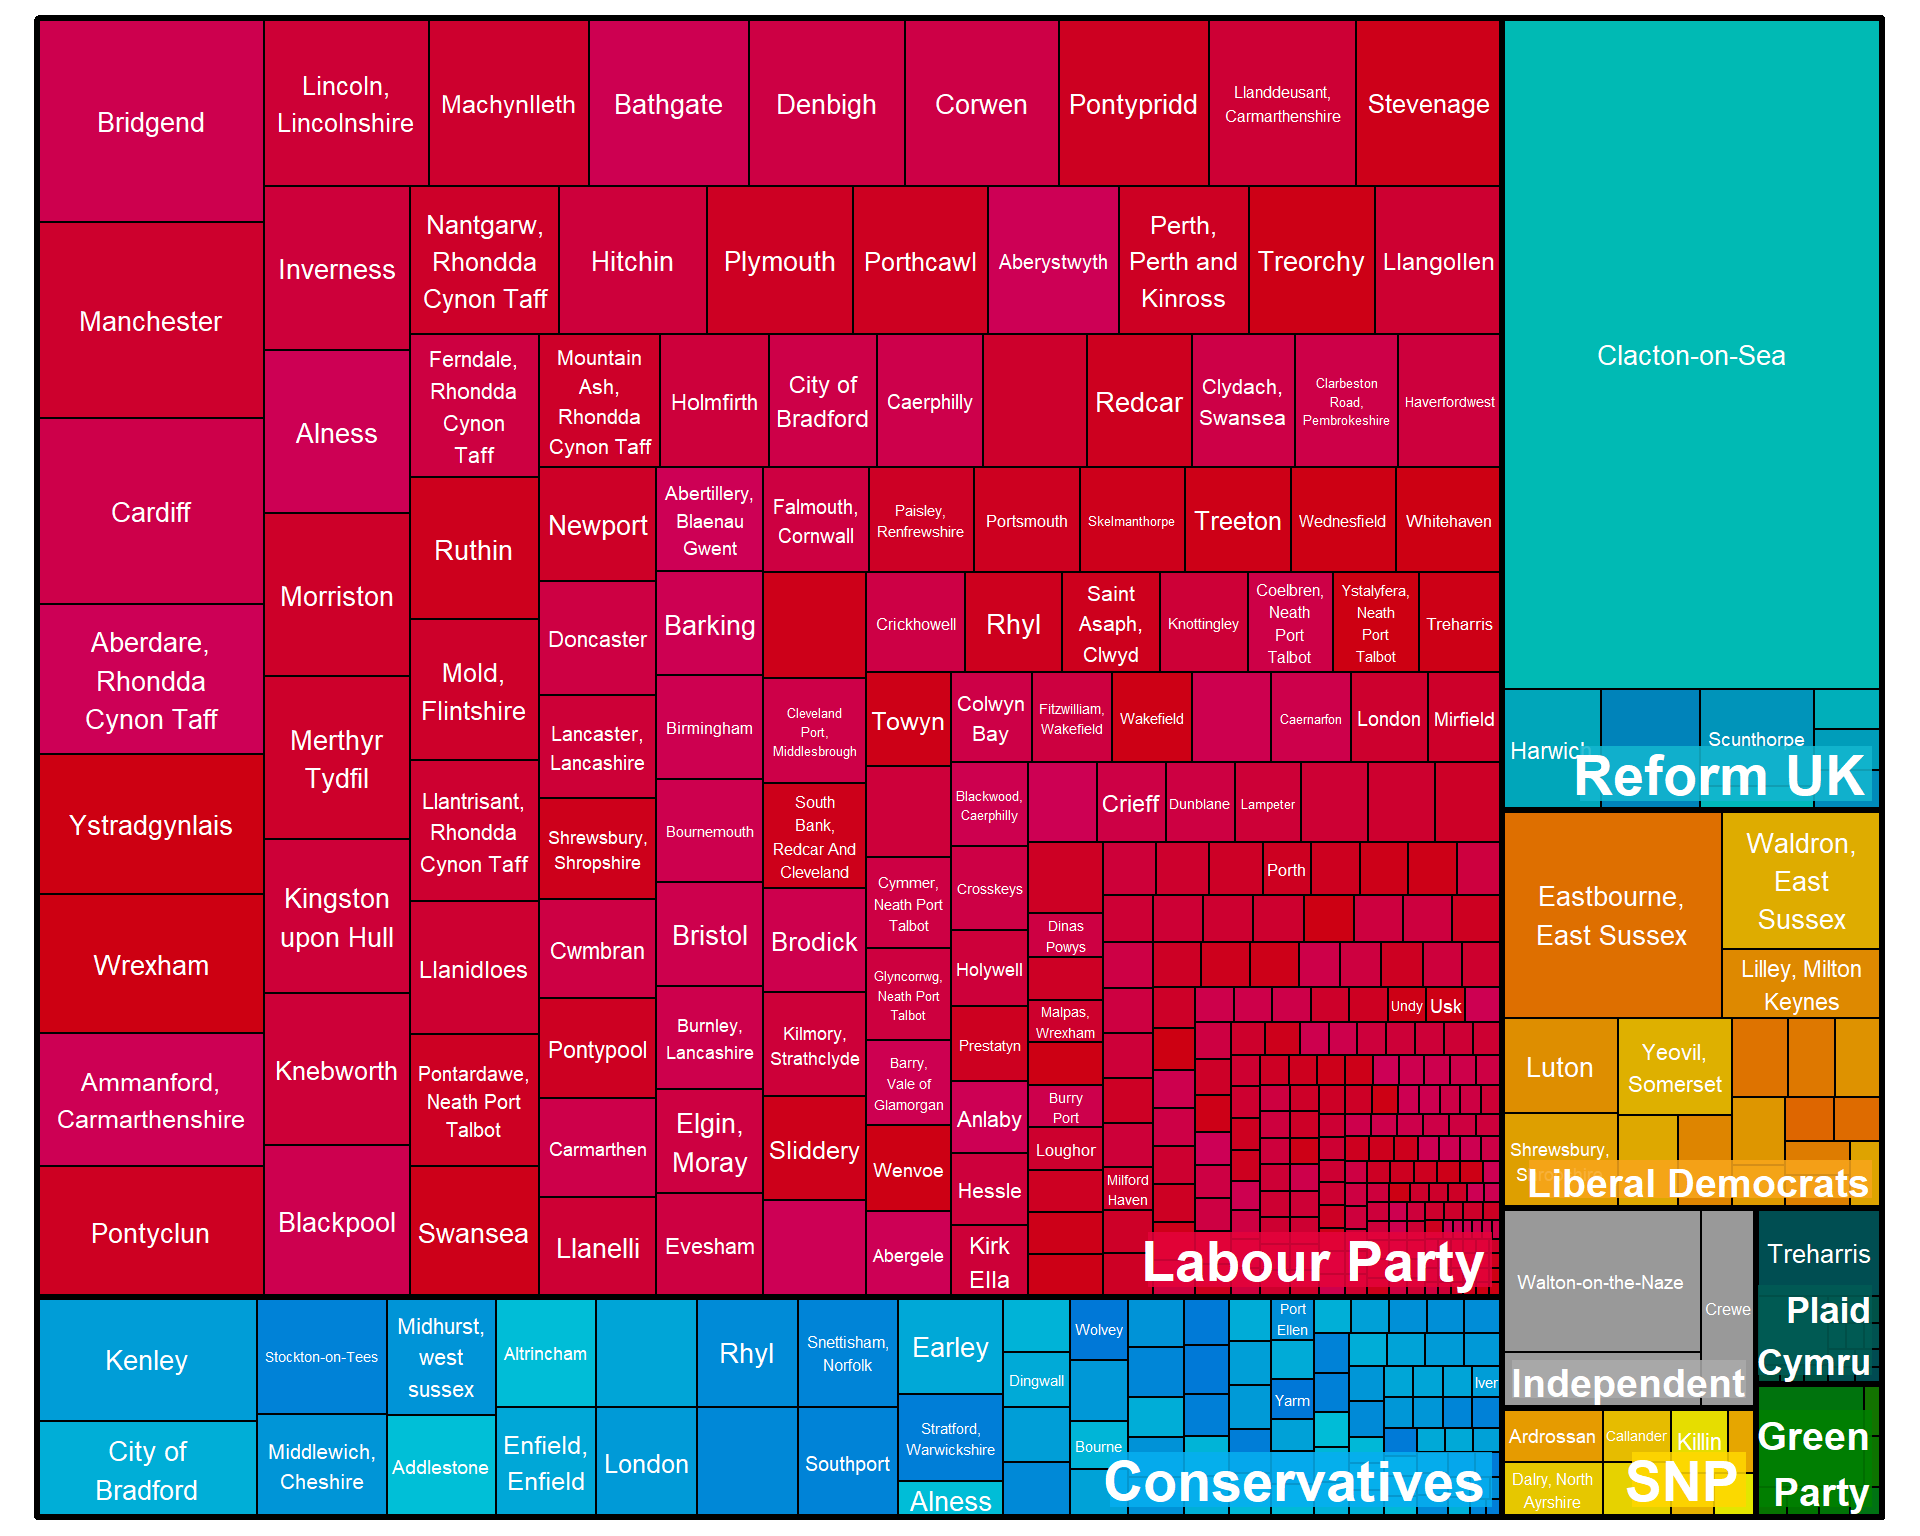 Bridgend
Manchester
Cardiff
Aberdare,
Rhondda
Cynon Taff
Ystradgynlais
Wrexham
Ammanford,
Carmarthenshire
Pontyclun
Lincoln,
Lincolnshire
Machynlleth
Bathgate
Denbigh
Corwen
Pontypridd
Llanddeusant,
Carmarthenshire
Stevenage
Inverness
Alness
Morriston
Merthyr
Tydfil
Kingston
upon Hull
Knebworth
Blackpool
Nantgarw,
Rhondda
Cynon Taff
Hitchin
Plymouth
Porthcawl
Aberystwyth
Perth,
Perth and
Kinross
Treorchy
Llangollen
Ferndale,
Rhondda
Cynon
Taff
Ruthin
Mold,
Flintshire
Llantrisant,
Rhondda
Cynon Taff
Llanidloes
Pontardawe,
Neath Port
Talbot
Swansea
Mountain
Ash,
Rhondda
Cynon Taff
Holmfirth
City of
Bradford
Caerphilly
Redcar
Clydach,
Swansea
Clarbeston
Road,
Pembrokeshire
Haverfordwest
Newport
Doncaster
Lancaster,
Lancashire
Shrewsbury,
Shropshire
Cwmbran
Pontypool
Carmarthen
Llanelli
Abertillery,
Blaenau
Gwent
Barking
Birmingham
Bournemouth
Bristol
Burnley,
Lancashire
Elgin,
Moray
Evesham
Falmouth,
Cornwall
Paisley,
Renfrewshire
Portsmouth
Skelmanthorpe
Treeton
Wednesfield
Whitehaven
Cleveland
Port,
Middlesbrough
South
Bank,
Redcar And
Cleveland
Brodick
Kilmory,
Strathclyde
Sliddery
Crickhowell
Rhyl
Saint
Asaph,
Clwyd
Knottingley
Coelbren,
Neath
Port
Talbot
Ystalyfera,
Neath
Port
Talbot
Treharris
Towyn
Cymmer,
Neath Port
Talbot
Glyncorrwg,
Neath Port
Talbot
Barry,
Vale of
Glamorgan
Wenvoe
Abergele
Colwyn
Bay
Fitzwilliam,
Wakefield
Wakefield
Caernarfon
London
Mirfield
Blackwood,
Caerphilly
Crosskeys
Holywell
Prestatyn
Anlaby
Hessle
Kirk
Ella
Crieff
Dunblane
Lampeter
Porth
Dinas
Powys
Malpas,
Wrexham
Burry
Port
Loughor
Milford
Haven
Undy
Usk
Labour Party
Kenley
City of
Bradford
Stockton-on-Tees
Middlewich,
Cheshire
Midhurst,
west
sussex
Addlestone
Altrincham
Enfield,
Enfield
London
Rhyl
Snettisham,
Norfolk
Southport
Earley
Stratford,
Warwickshire
Alness
Dingwall
Wolvey
Bourne
Port
Ellen
Yarm
Iver
Conservatives
Clacton-on-Sea
Harwich
Scunthorpe
Reform UK
Eastbourne,
East Sussex
Waldron,
East
Sussex
Lilley, Milton
Keynes
Luton
Yeovil,
Somerset
Shrewsbury,
Shropshire
Liberal Democrats
Walton-on-the-Naze
Crewe
Independent
Treharris
Plaid
Cymru
Ardrossan
Callander
Killin
Dalry, North
Ayrshire
SNP
Green
Party